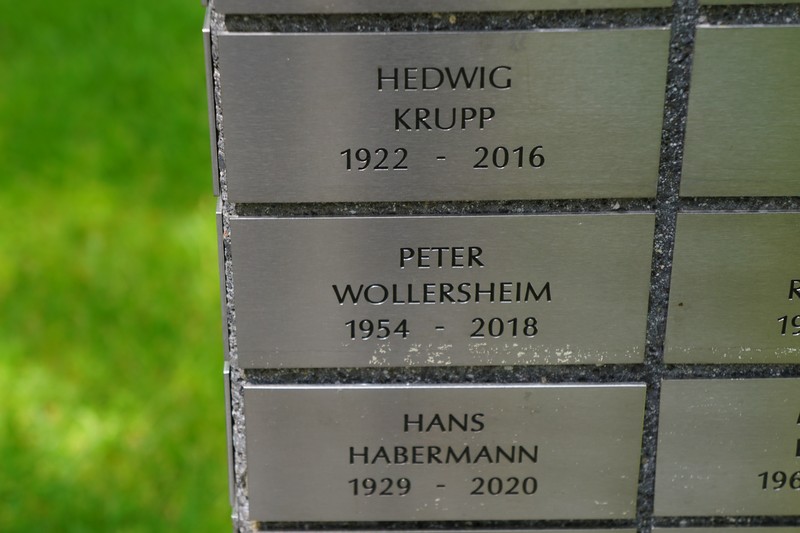 HEDWIG
KRUPP
1922 - 2016
PETER
WOLLERSHEIM
1954 - 2018
HANS
HABERMANN
1929 - 2020